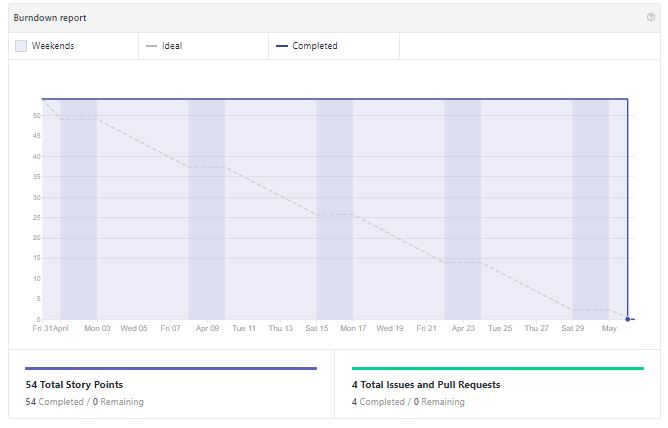 Burndown report
Weekends
Ideal
Completed
50
45
40
35
30
25
20
15
10
5
0
Fri 31 April Mon 03 Wed 05 Fri 07 Apr 09 Tue 11 Thu 13 Sat 15 Mon 17 Wed 19 Fri 21 Apr 23 Tue 25 Thu 27 Sat 29 May
54 Total Story Points
54 Completed / 0 Remaining
4 Total Issues and Pull Requests
4 Completed / 0 Remaining